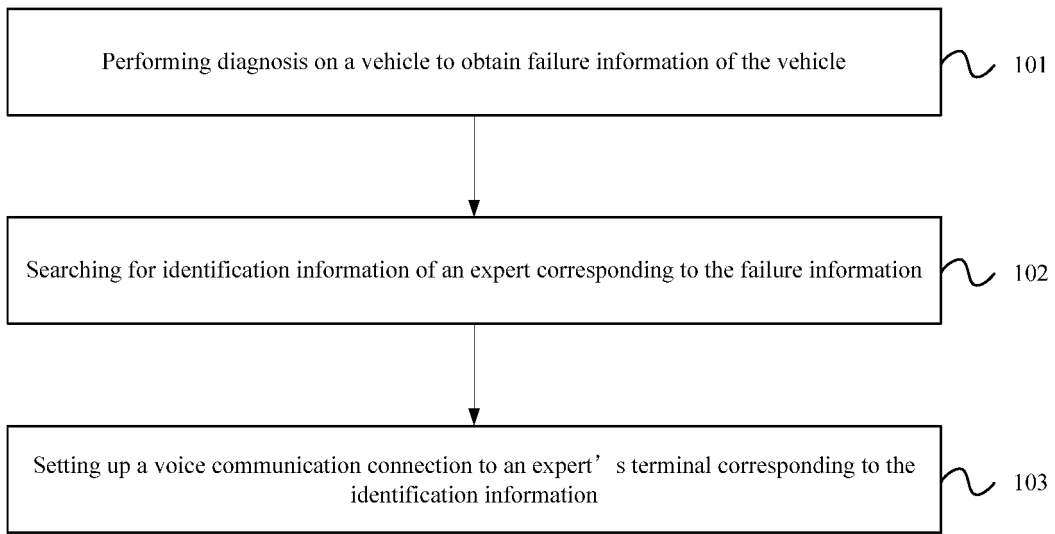 Performing diagnosis on a vehicle to obtain failure information of the vehicle
101
Searching for identification information of an expert corresponding to the failure information
102
Setting up a voice communication connection to an expert’s terminal corresponding to the
identification information
103